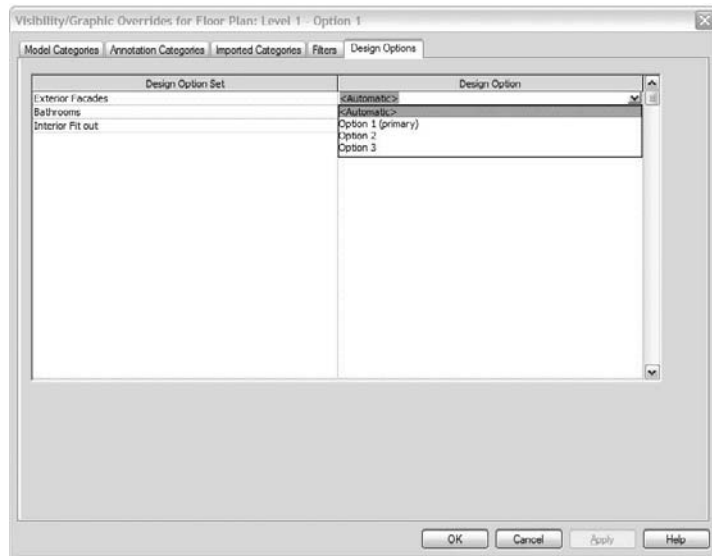 Visibility/Graphic Overrides for Floor Plan: Level 1 - Option 1
Model Categories Annotation Categories Imported Categories Filters Design Options
Design Option Set Design Option
Exterior Facades <Automatic>
Bathrooms <Automatic>
Interior Fit out Option 1 (primary)
Option 2
Option 3
OK Cancel Apply Help